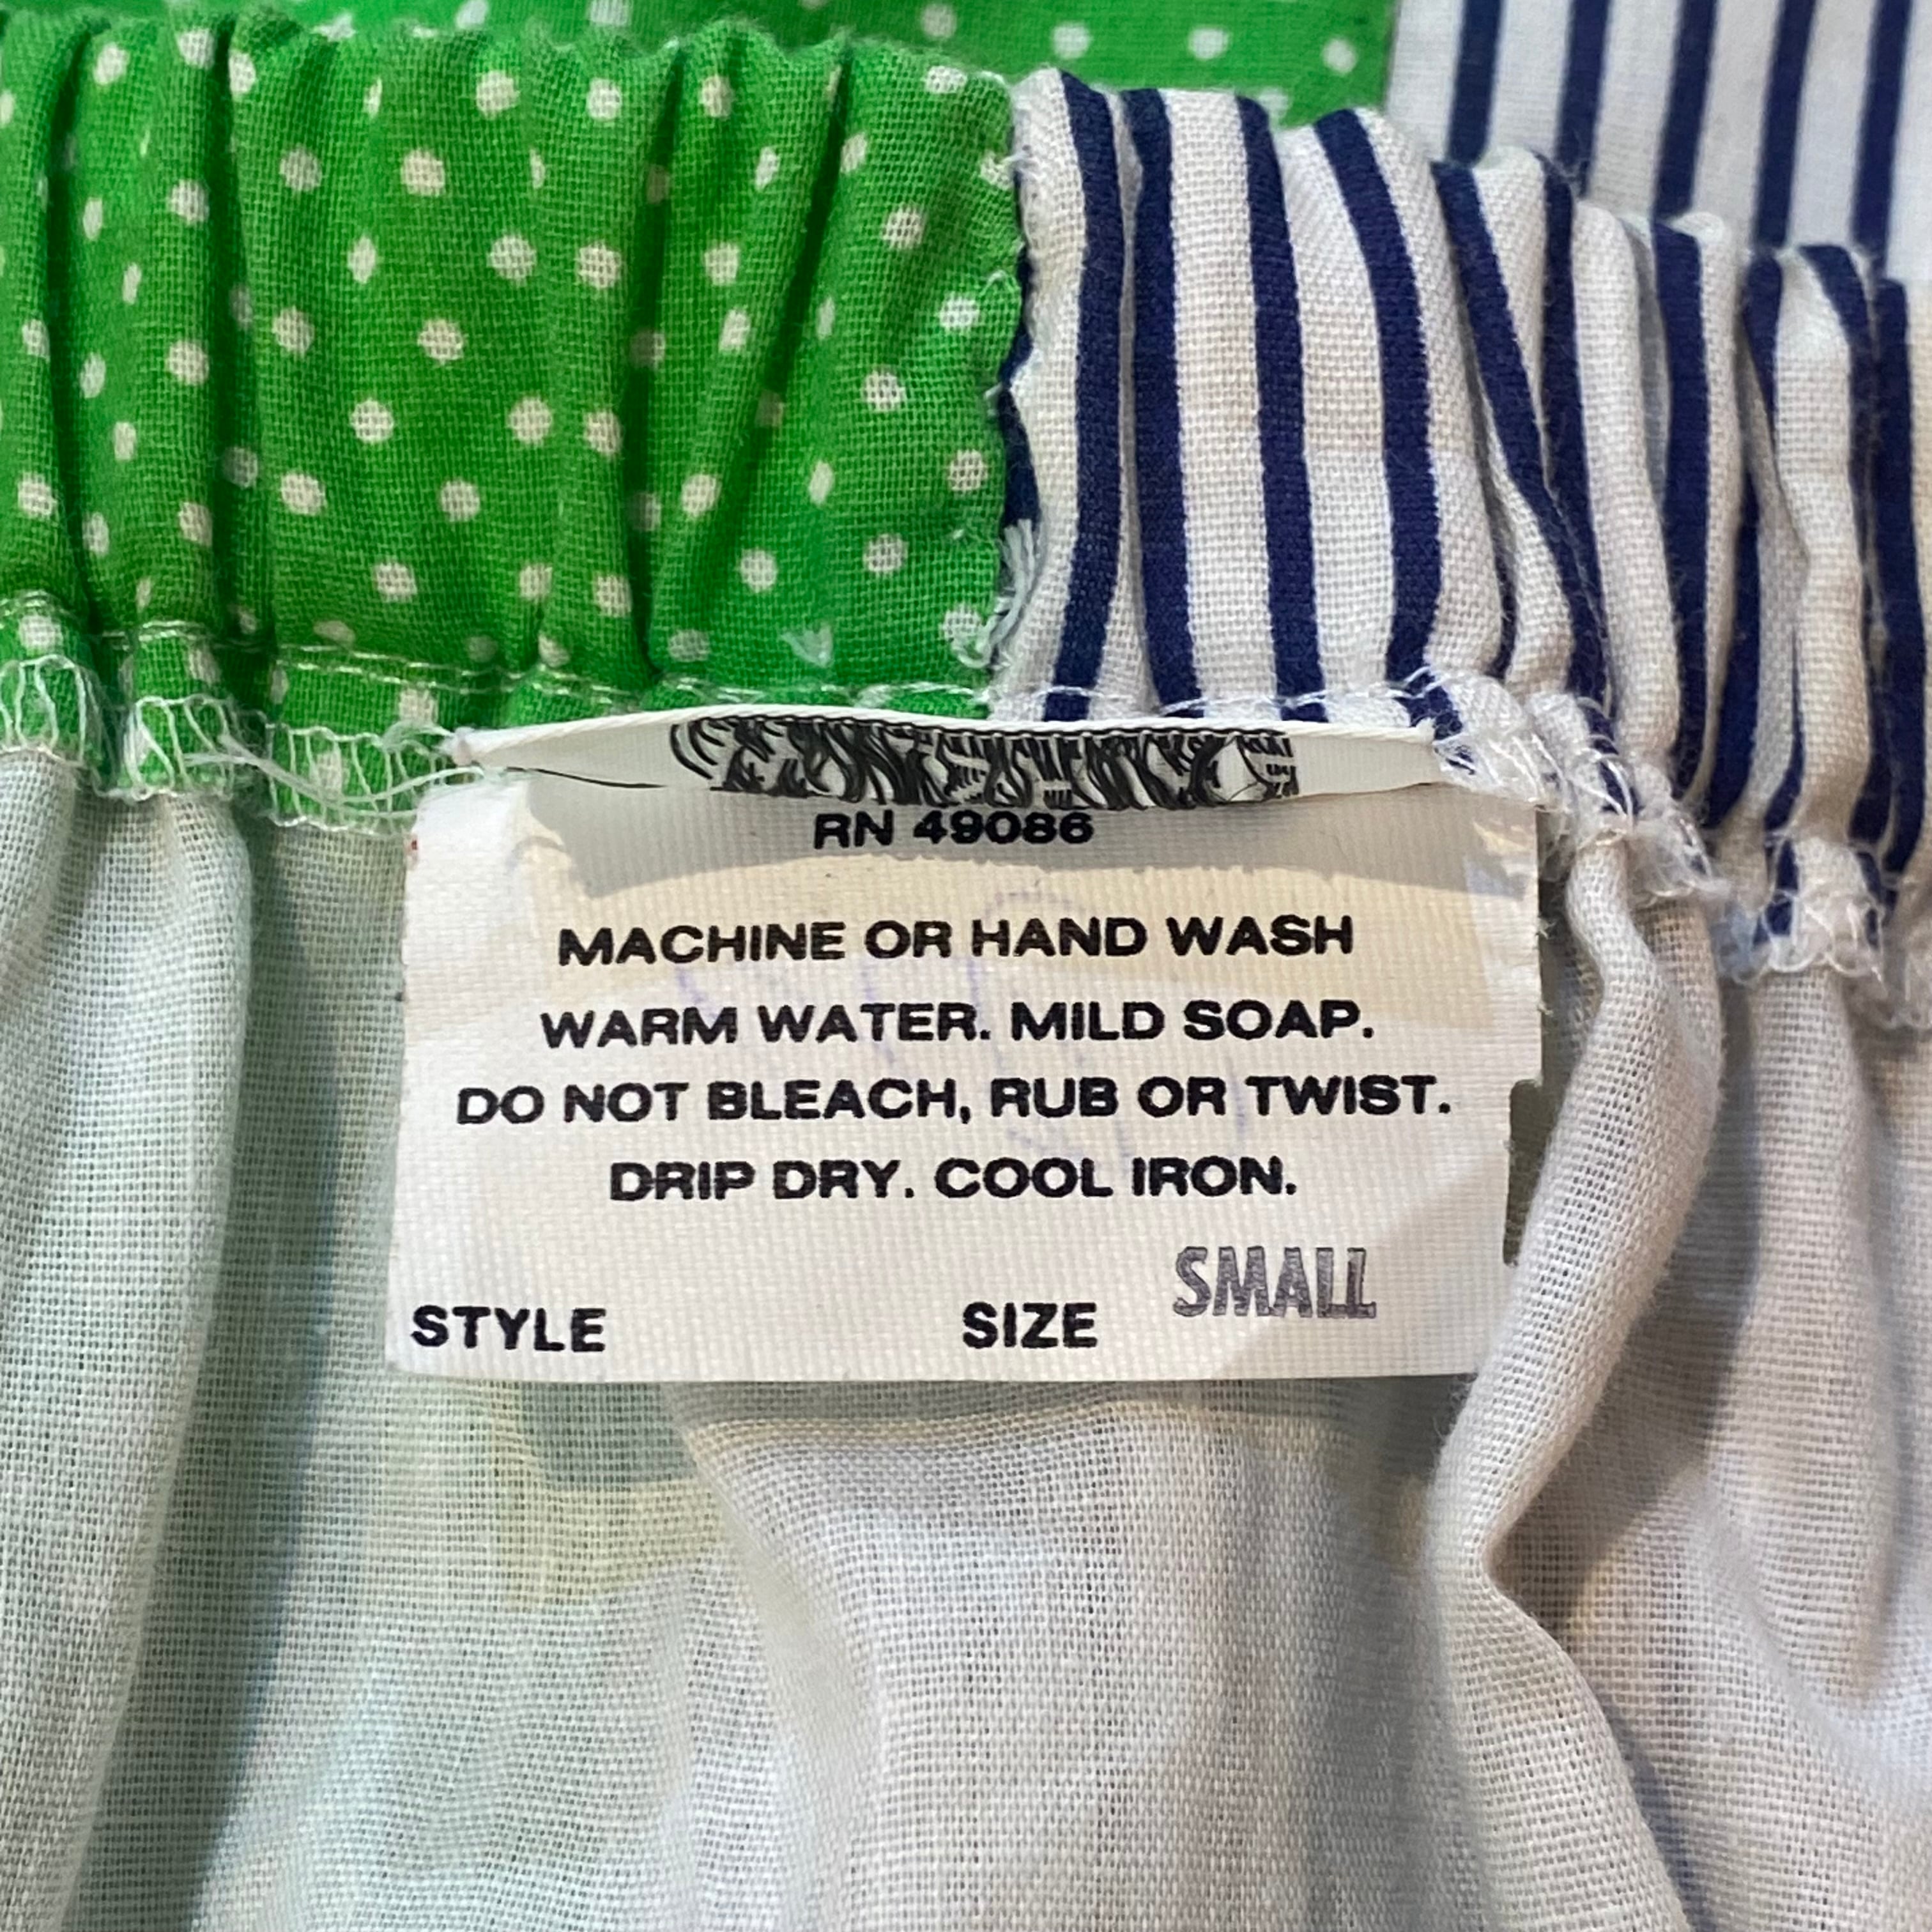 RN 49086
MACHINE OR HAND WASH
WARM WATER. MILD SOAP.
DO NOT BLEACH, RUB OR TWIST.
DRIP DRY. COOL IRON.
STYLE SIZE SMALL